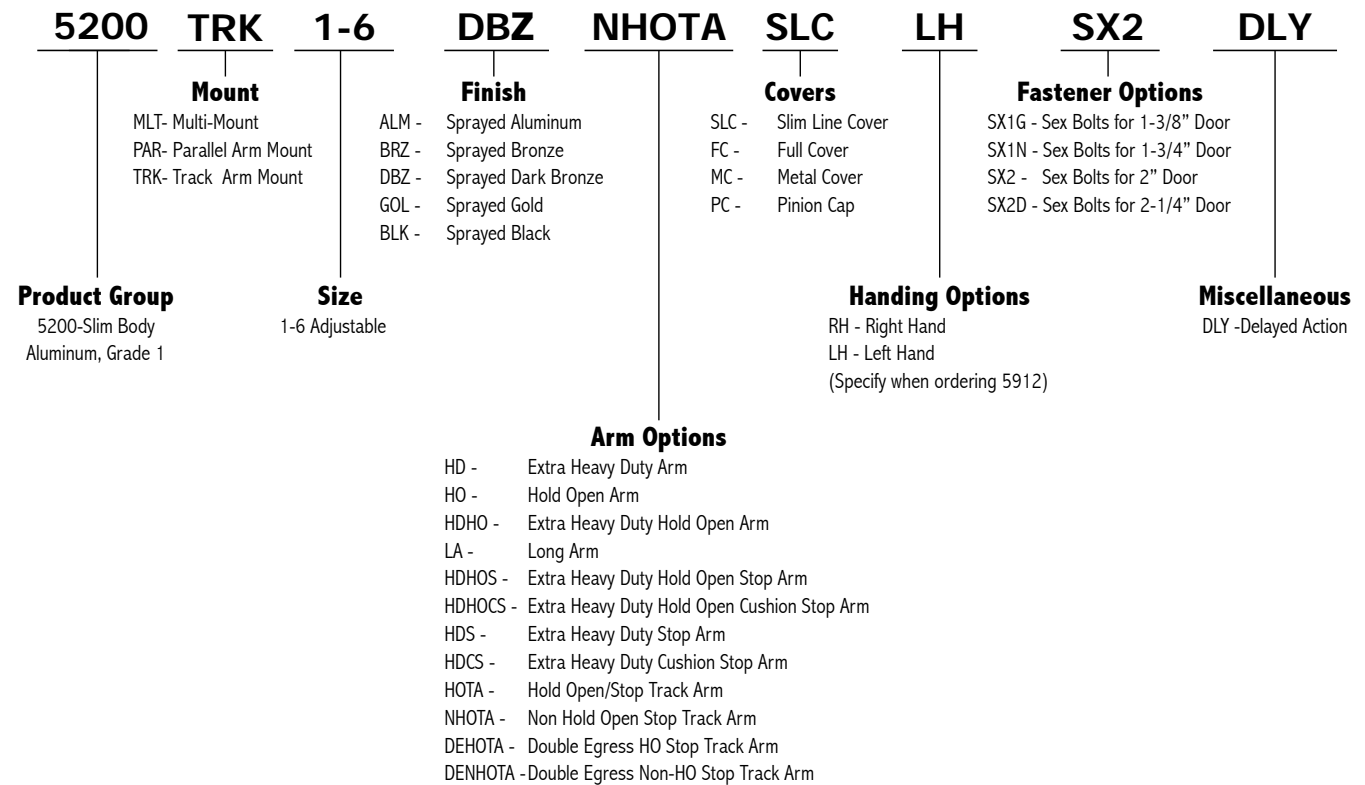 5200 TRK 1-6 DBZ NHOTA SLC LH SX2 DLY
Mount
MLT- Multi-Mount
PAR- Parallel Arm Mount
TRK- Track Arm Mount
Finish
ALM - Sprayed Aluminum
BRZ - Sprayed Bronze
DBZ - Sprayed Dark Bronze
GOL - Sprayed Gold
BLK - Sprayed Black
Covers
SLC - Slim Line Cover
FC - Full Cover
MC - Metal Cover
PC - Pinion Cap
Fastener Options
SX1G - Sex Bolts for 1-3/8” Door
SX1N - Sex Bolts for 1-3/4” Door
SX2 - Sex Bolts for 2” Door
SX2D - Sex Bolts for 2-1/4” Door
Product Group
5200-Slim Body
Aluminum, Grade 1
Size
1-6 Adjustable
Handing Options
RH - Right Hand
LH - Left Hand
(Specify when ordering 5912)
Miscellaneous
DLY -Delayed Action
Arm Options
HD - Extra Heavy Duty Arm
HO - Hold Open Arm
HDHO - Extra Heavy Duty Hold Open Arm
LA - Long Arm
HDHOS - Extra Heavy Duty Hold Open Stop Arm
HDHOCS - Extra Heavy Duty Hold Open Cushion Stop Arm
HDS - Extra Heavy Duty Stop Arm
HDCS - Extra Heavy Duty Cushion Stop Arm
HOTA - Hold Open/Stop Track Arm
NHOTA - Non Hold Open Stop Track Arm
DEHOTA - Double Egress HO Stop Track Arm
DENHOTA -Double Egress Non-HO Stop Track Arm